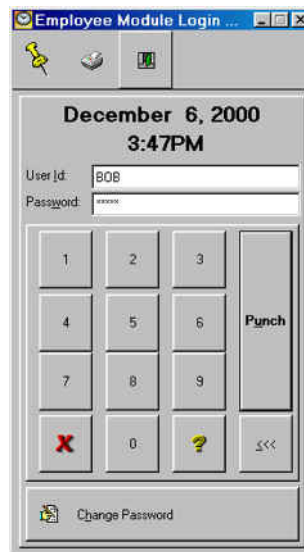 Employee Module Login ...
December 6, 2000
3:47PM
User Id: BOB
Password: *****
1 2 3
4 5 6 Punch
7 8 9
X 0 ? <<<
Change Password